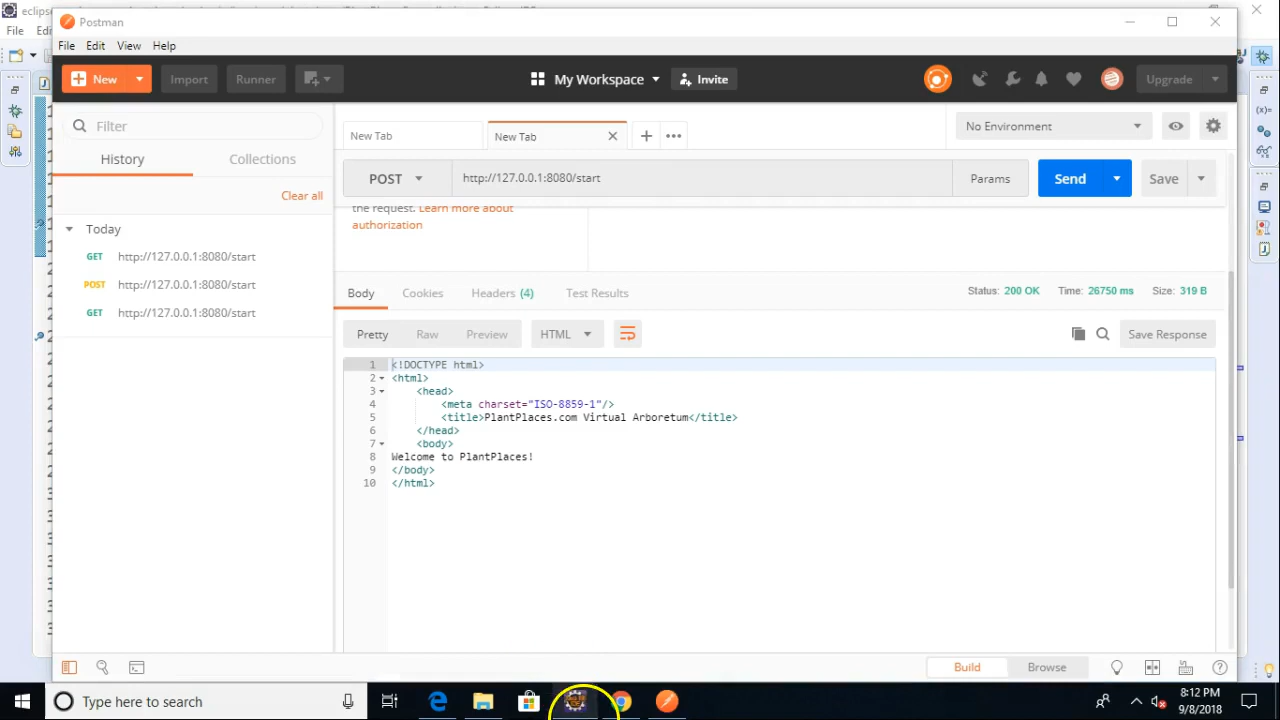 eclips
Postman
File Edi
File Edit View Help
New
Import
Runner
My Workspace
Invite
Upgrade
Filter
History
Collections
Clear all
Today
GET http://127.0.0.1:8080/start
POST http://127.0.0.1:8080/start
GET http://127.0.0.1:8080/start
New Tab
New Tab
No Environment
POST
http://127.0.0.1:8080/start
Params
Send
Save
the request. Learn more about
authorization
Body
Cookies
Headers (4)
Test Results
Status: 200 OK
Time: 26750 ms
Size: 319 B
Pretty
Raw
Preview
HTML
Save Response
1 <!DOCTYPE html>
2 <html>
3 <head>
4 <meta charset="ISO-8859-1"/>
5 <title>PlantPlaces.com Virtual Arboretum</title>
6 </head>
7 <body>
8 Welcome to PlantPlaces!
9 </body>
10 </html>
Build
Browse
Type here to search
8:12 PM
9/8/2018